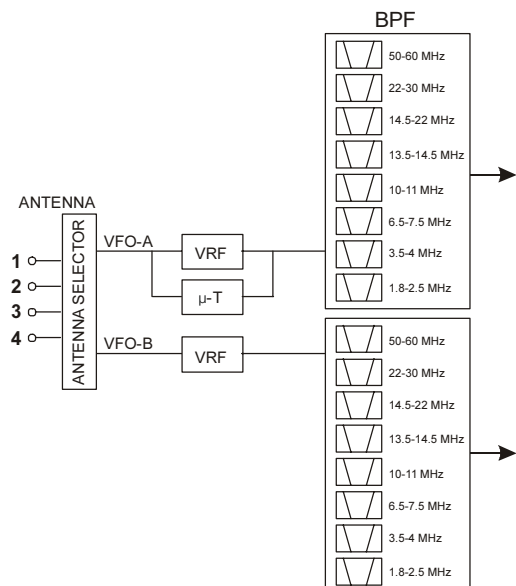 BPF
50-60 MHz
22-30 MHz
14.5-22 MHz
13.5-14.5 MHz
10-11 MHz
6.5-7.5 MHz
3.5-4 MHz
1.8-2.5 MHz
ANTENNA
1
2
3
4
ANTENNA SELECTOR
VFO-A
VRF
µ-T
VFO-B
VRF
50-60 MHz
22-30 MHz
14.5-22 MHz
13.5-14.5 MHz
10-11 MHz
6.5-7.5 MHz
3.5-4 MHz
1.8-2.5 MHz